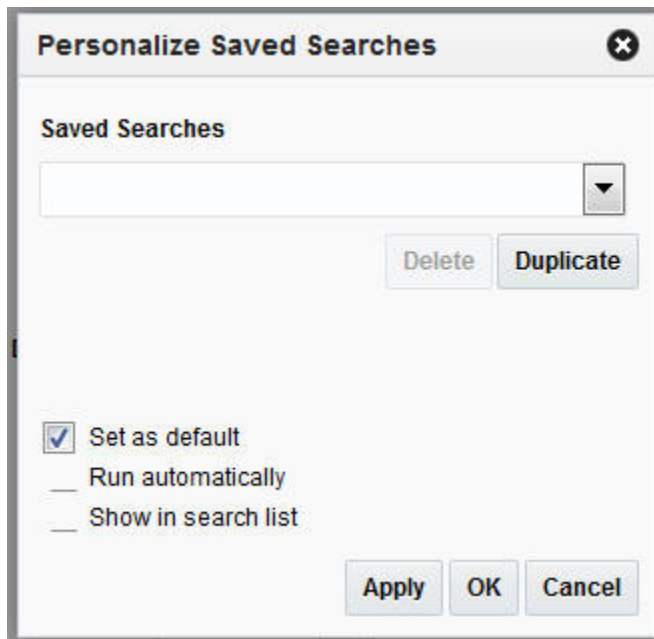 Personalize Saved Searches
Saved Searches
Delete Duplicate
Set as default
Run automatically
Show in search list
Apply OK Cancel